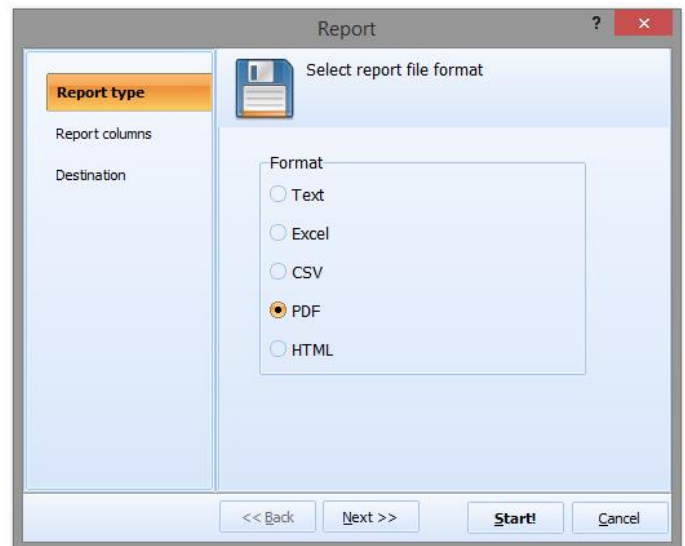 Report
?
Report type
Report columns
Destination
Select report file format
Format
Text
Excel
CSV
PDF
HTML
<< Back
Next >>
Start!
Cancel